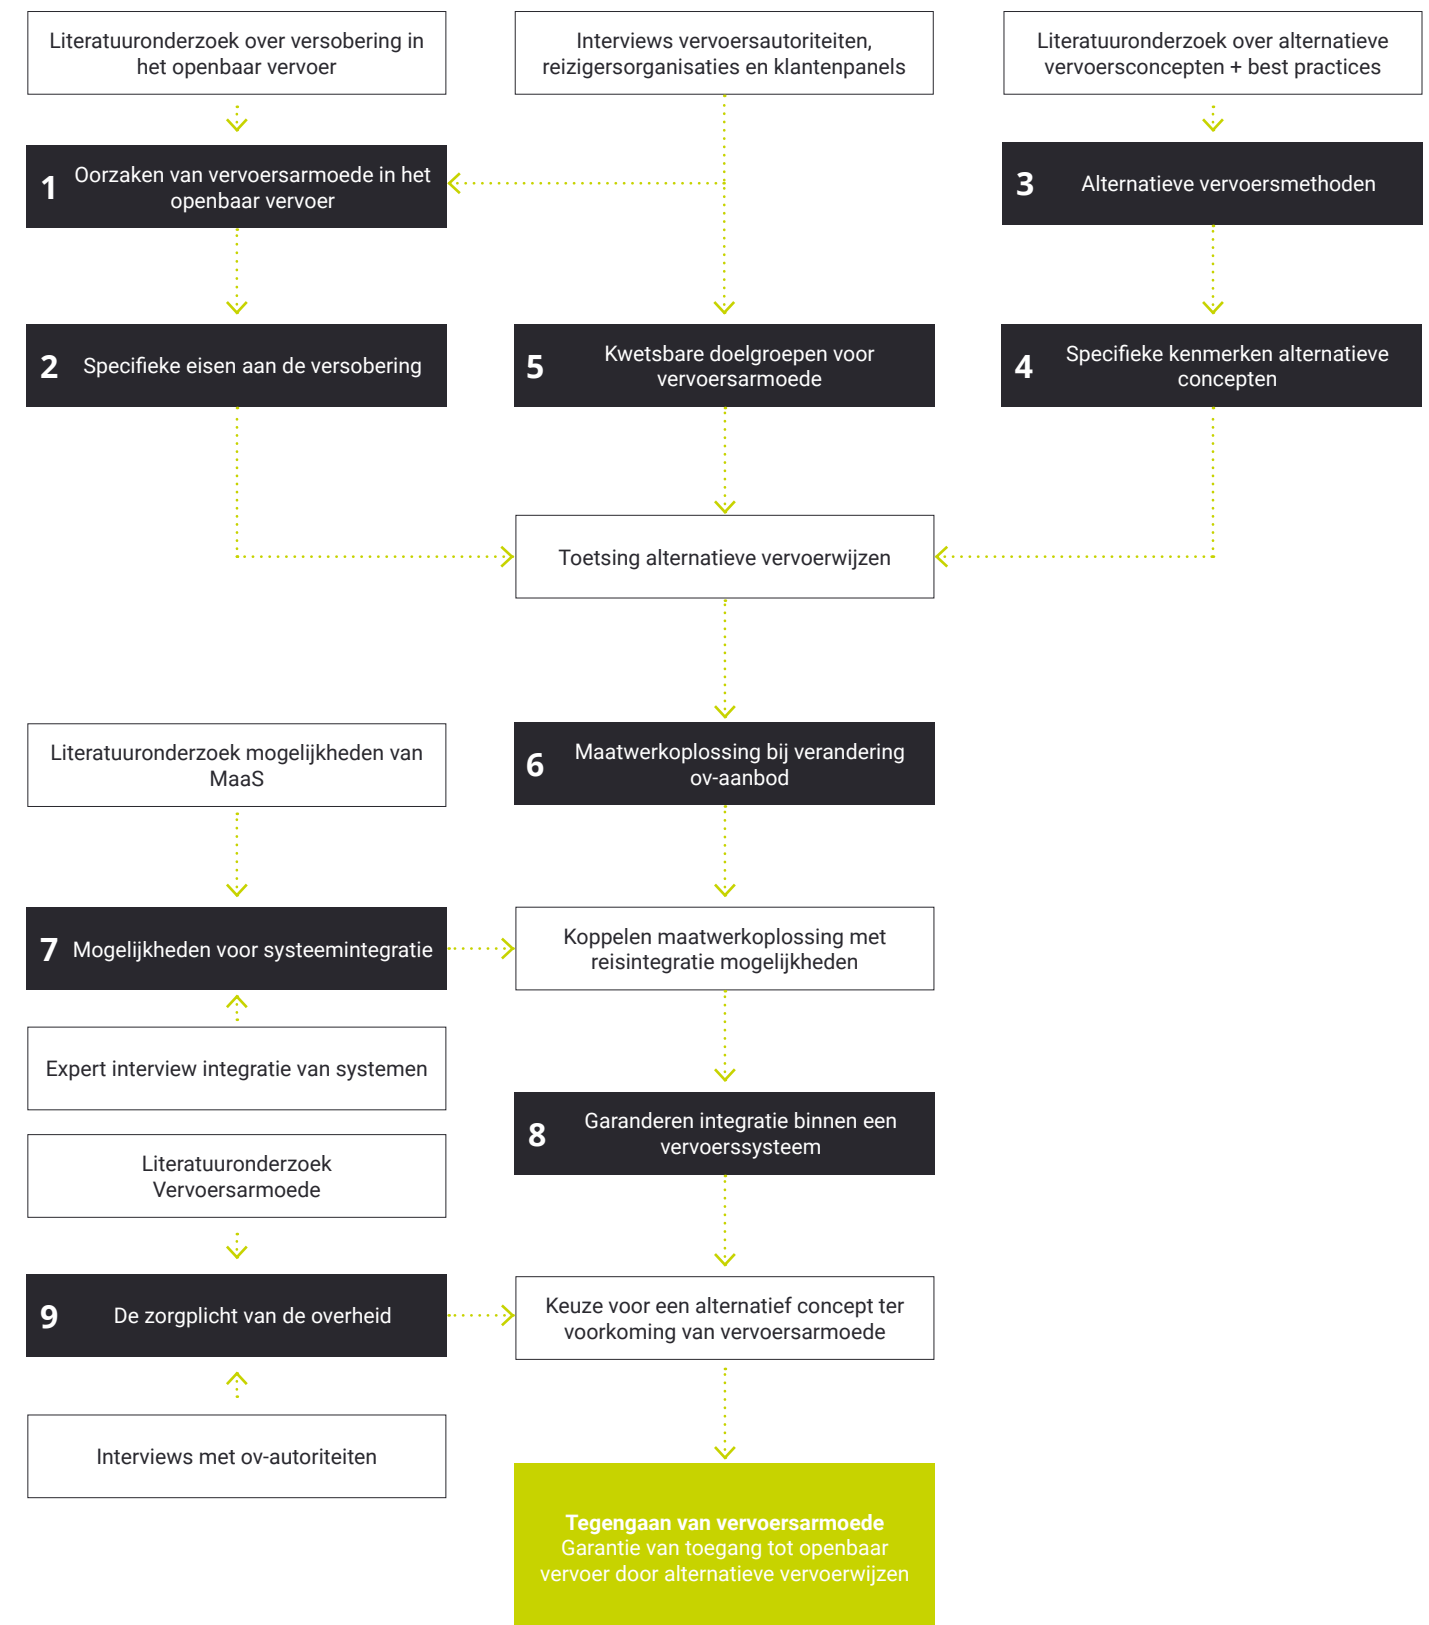 Literatuuronderzoek over versobering in
het openbaar vervoer
Interviews vervoersautoriteiten,
reizigersorganisaties en klantenpanels
Literatuuronderzoek over alternatieve
vervoersconcepten + best practices
1
Oorzaken van vervoersarmoede in het
openbaar vervoer
3
Alternatieve vervoersmethoden
2
Specifieke eisen aan de versobering
5
Kwetsbare doelgroepen voor
vervoersarmoede
4
Specifieke kenmerken alternatieve
concepten
Toetsing alternatieve vervoerwijzen
Literatuuronderzoek mogelijkheden van
MaaS
6
Maatwerkoplossing bij verandering
ov-aanbod
7
Mogelijkheden voor systeemintegratie
Koppelen maatwerkoplossing met
reisintegratie mogelijkheden
Expert interview integratie van systemen
8
Garanderen integratie binnen een
vervoerssysteem
Literatuuronderzoek
Vervoersarmoede
9
De zorgplicht van de overheid
Keuze voor een alternatief concept ter
voorkoming van vervoersarmoede
Interviews met ov-autoriteiten
Tegengaan van vervoersarmoede
Garantie van toegang tot openbaar
vervoer door alternatieve vervoerwijzen